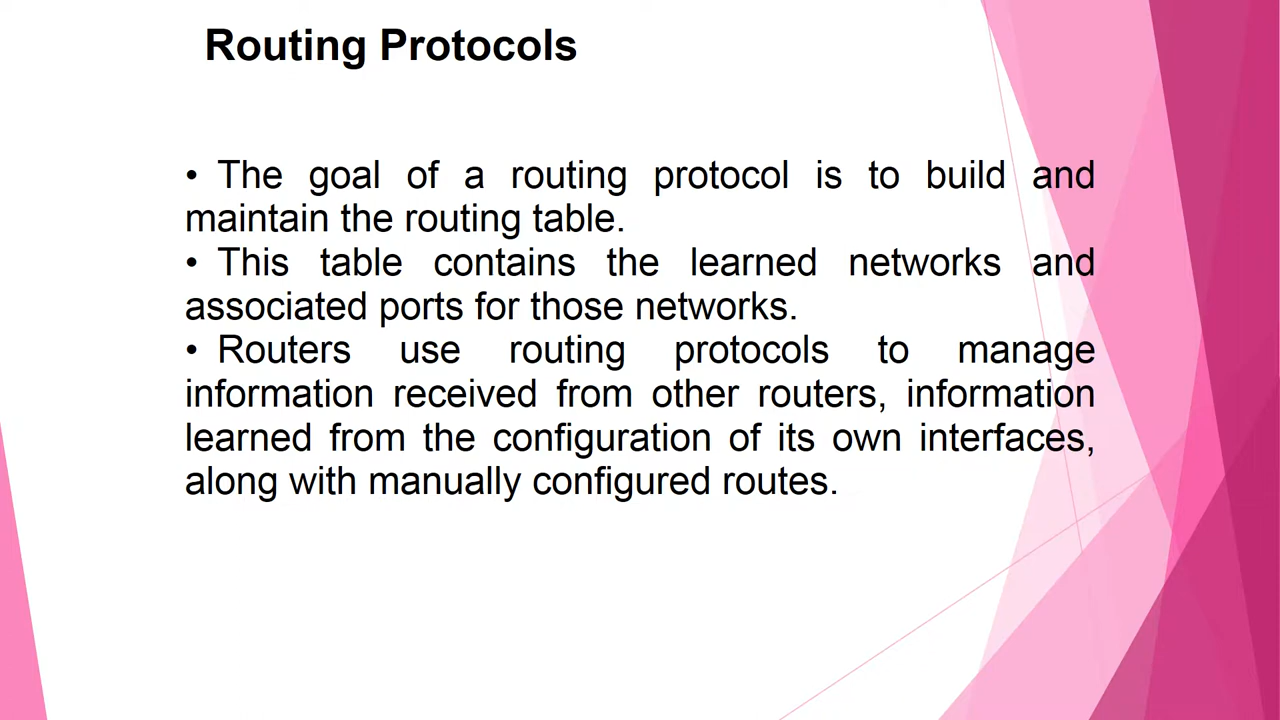 Routing Protocols
• The goal of a routing protocol is to build and
maintain the routing table.
• This table contains the learned networks and
associated ports for those networks.
• Routers use routing protocols to manage
information received from other routers, information
learned from the configuration of its own interfaces,
along with manually configured routes.